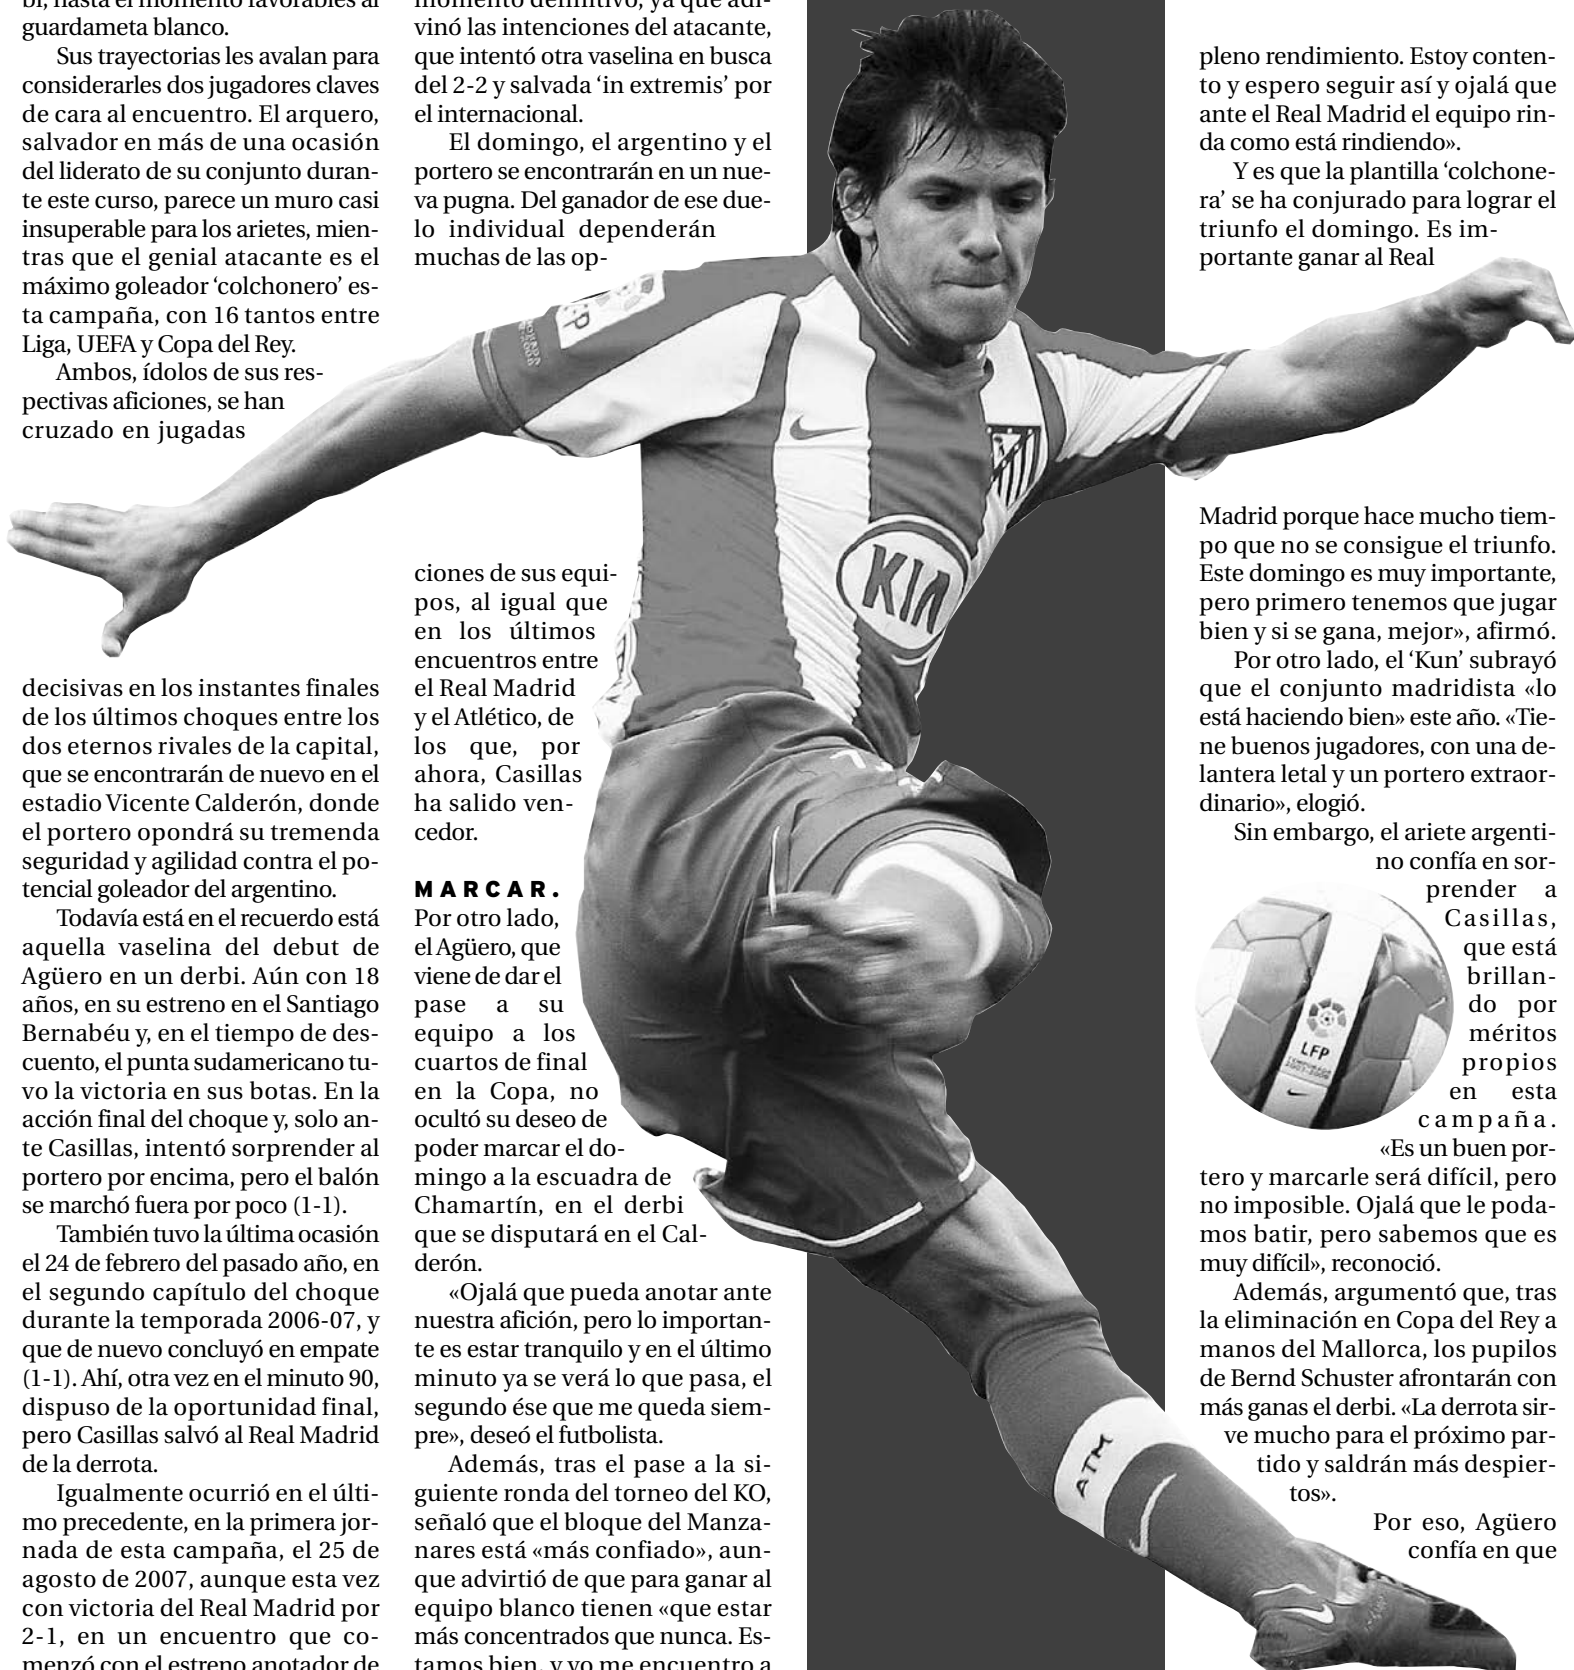 bi, hasta el momento favorables al
guardameta blanco.
Sus trayectorias les avalan para
considerarles dos jugadores claves
de cara al encuentro. El arquero,
salvador en más de una ocasión
del liderato de su conjunto duran-
te este curso, parece un muro casi
insuperable para los arietes, mien-
tras que el genial atacante es el
máximo goleador ‘colchonero’ es-
ta campaña, con 16 tantos entre
Liga, UEFA y Copa del Rey.
Ambos, ídolos de sus res-
pectivas aficiones, se han
cruzado en jugadas
decisivas en los instantes finales
de los últimos choques entre los
dos eternos rivales de la capital,
que se encontrarán de nuevo en el
estadio Vicente Calderón, donde
el portero opondrá su tremenda
seguridad y agilidad contra el po-
tencial goleador del argentino.
Todavía está en el recuerdo está
aquella vaselina del debut de
Agüero en un derbi. Aún con 18
años, en su estreno en el Santiago
Bernabéu y, en el tiempo de des-
cuento, el punta sudamericano tu-
vo la victoria en sus botas. En la
acción final del choque y, solo an-
te Casillas, intentó sorprender al
portero por encima, pero el balón
se marchó fuera por poco (1-1).
También tuvo la última ocasión
el 24 de febrero del pasado año, en
el segundo capítulo del choque
durante la temporada 2006-07, y
que de nuevo concluyó en empate
(1-1). Ahí, otra vez en el minuto 90,
dispuso de la oportunidad final,
pero Casillas salvó al Real Madrid
de la derrota.
Igualmente ocurrió en el últi-
mo precedente, en la primera jor-
nada de esta campaña, el 25 de
agosto de 2007, aunque esta vez
con victoria del Real Madrid por
2-1, en un encuentro que co-
menzó con el estreno anotador de
momento definitivo, ya que adi-
vinó las intenciones del atacante,
que intentó otra vaselina en busca
del 2-2 y salvada ‘in extremis’ por
el internacional.
El domingo, el argentino y el
portero se encontrarán en un nue-
va pugna. Del ganador de ese due-
lo individual dependerán
muchas de las op-
ciones de sus equi-
pos, al igual que
en los últimos
encuentros entre
el Real Madrid
y el Atlético, de
los que, por
ahora, Casillas
ha salido ven-
cedor.
MARCAR.
Por otro lado,
el Agüero, que
viene de dar el
pase a su
equipo a los
cuartos de final
en la Copa, no
ocultó su deseo de
poder marcar el do-
mingo a la escuadra de
Chamartín, en el derbi
que se disputará en el Cal-
derón.
«Ojalá que pueda anotar ante
nuestra afición, pero lo importan-
te es estar tranquilo y en el último
minuto ya se verá lo que pasa, el
segundo ése que me queda siem-
pre», deseó el futbolista.
Además, tras el pase a la si-
guiente ronda del torneo del KO,
señaló que el bloque del Manza-
nares está «más confiado», aun-
que advirtió de que para ganar al
equipo blanco tienen «que estar
más concentrados que nunca. Es-
tamos bien, y yo me encuentro a
pleno rendimiento. Estoy conten-
to y espero seguir así y ojalá que
ante el Real Madrid el equipo rin-
da como está rindiendo».
Y es que la plantilla ‘colchone-
ra’ se ha conjurado para lograr el
triunfo el domingo. Es im-
portante ganar al Real
Madrid porque hace mucho tiem-
po que no se consigue el triunfo.
Este domingo es muy importante,
pero primero tenemos que jugar
bien y si se gana, mejor», afirmó.
Por otro lado, el ‘Kun’ subrayó
que el conjunto madridista «lo
está haciendo bien» este año. «Tie-
ne buenos jugadores, con una de-
lantera letal y un portero extraor-
dinario», elogió.
Sin embargo, el ariete argenti-
no confía en sor-
prender a
Casillas,
que está
brillan-
do por
méritos
propios
en esta
campaña.
«Es un buen por-
tero y marcarle será difícil, pero
no imposible. Ojalá que le poda-
mos batir, pero sabemos que es
muy difícil», reconoció.
Además, argumentó que, tras
la eliminación en Copa del Rey a
manos del Mallorca, los pupilos
de Bernd Schuster afrontarán con
más ganas el derbi. «La derrota sir-
ve mucho para el próximo par-
tido y saldrán más despier-
tos».
Por eso, Agüero
confía en que
KIA
LFP
TEMPORADA
2007-2008
ATM